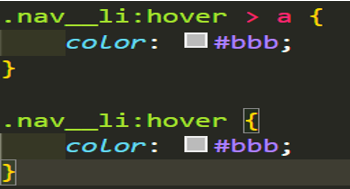 .nav__li:hover > a {
color: #bbb;
}
.nav__li:hover {
color: #bbb;
}